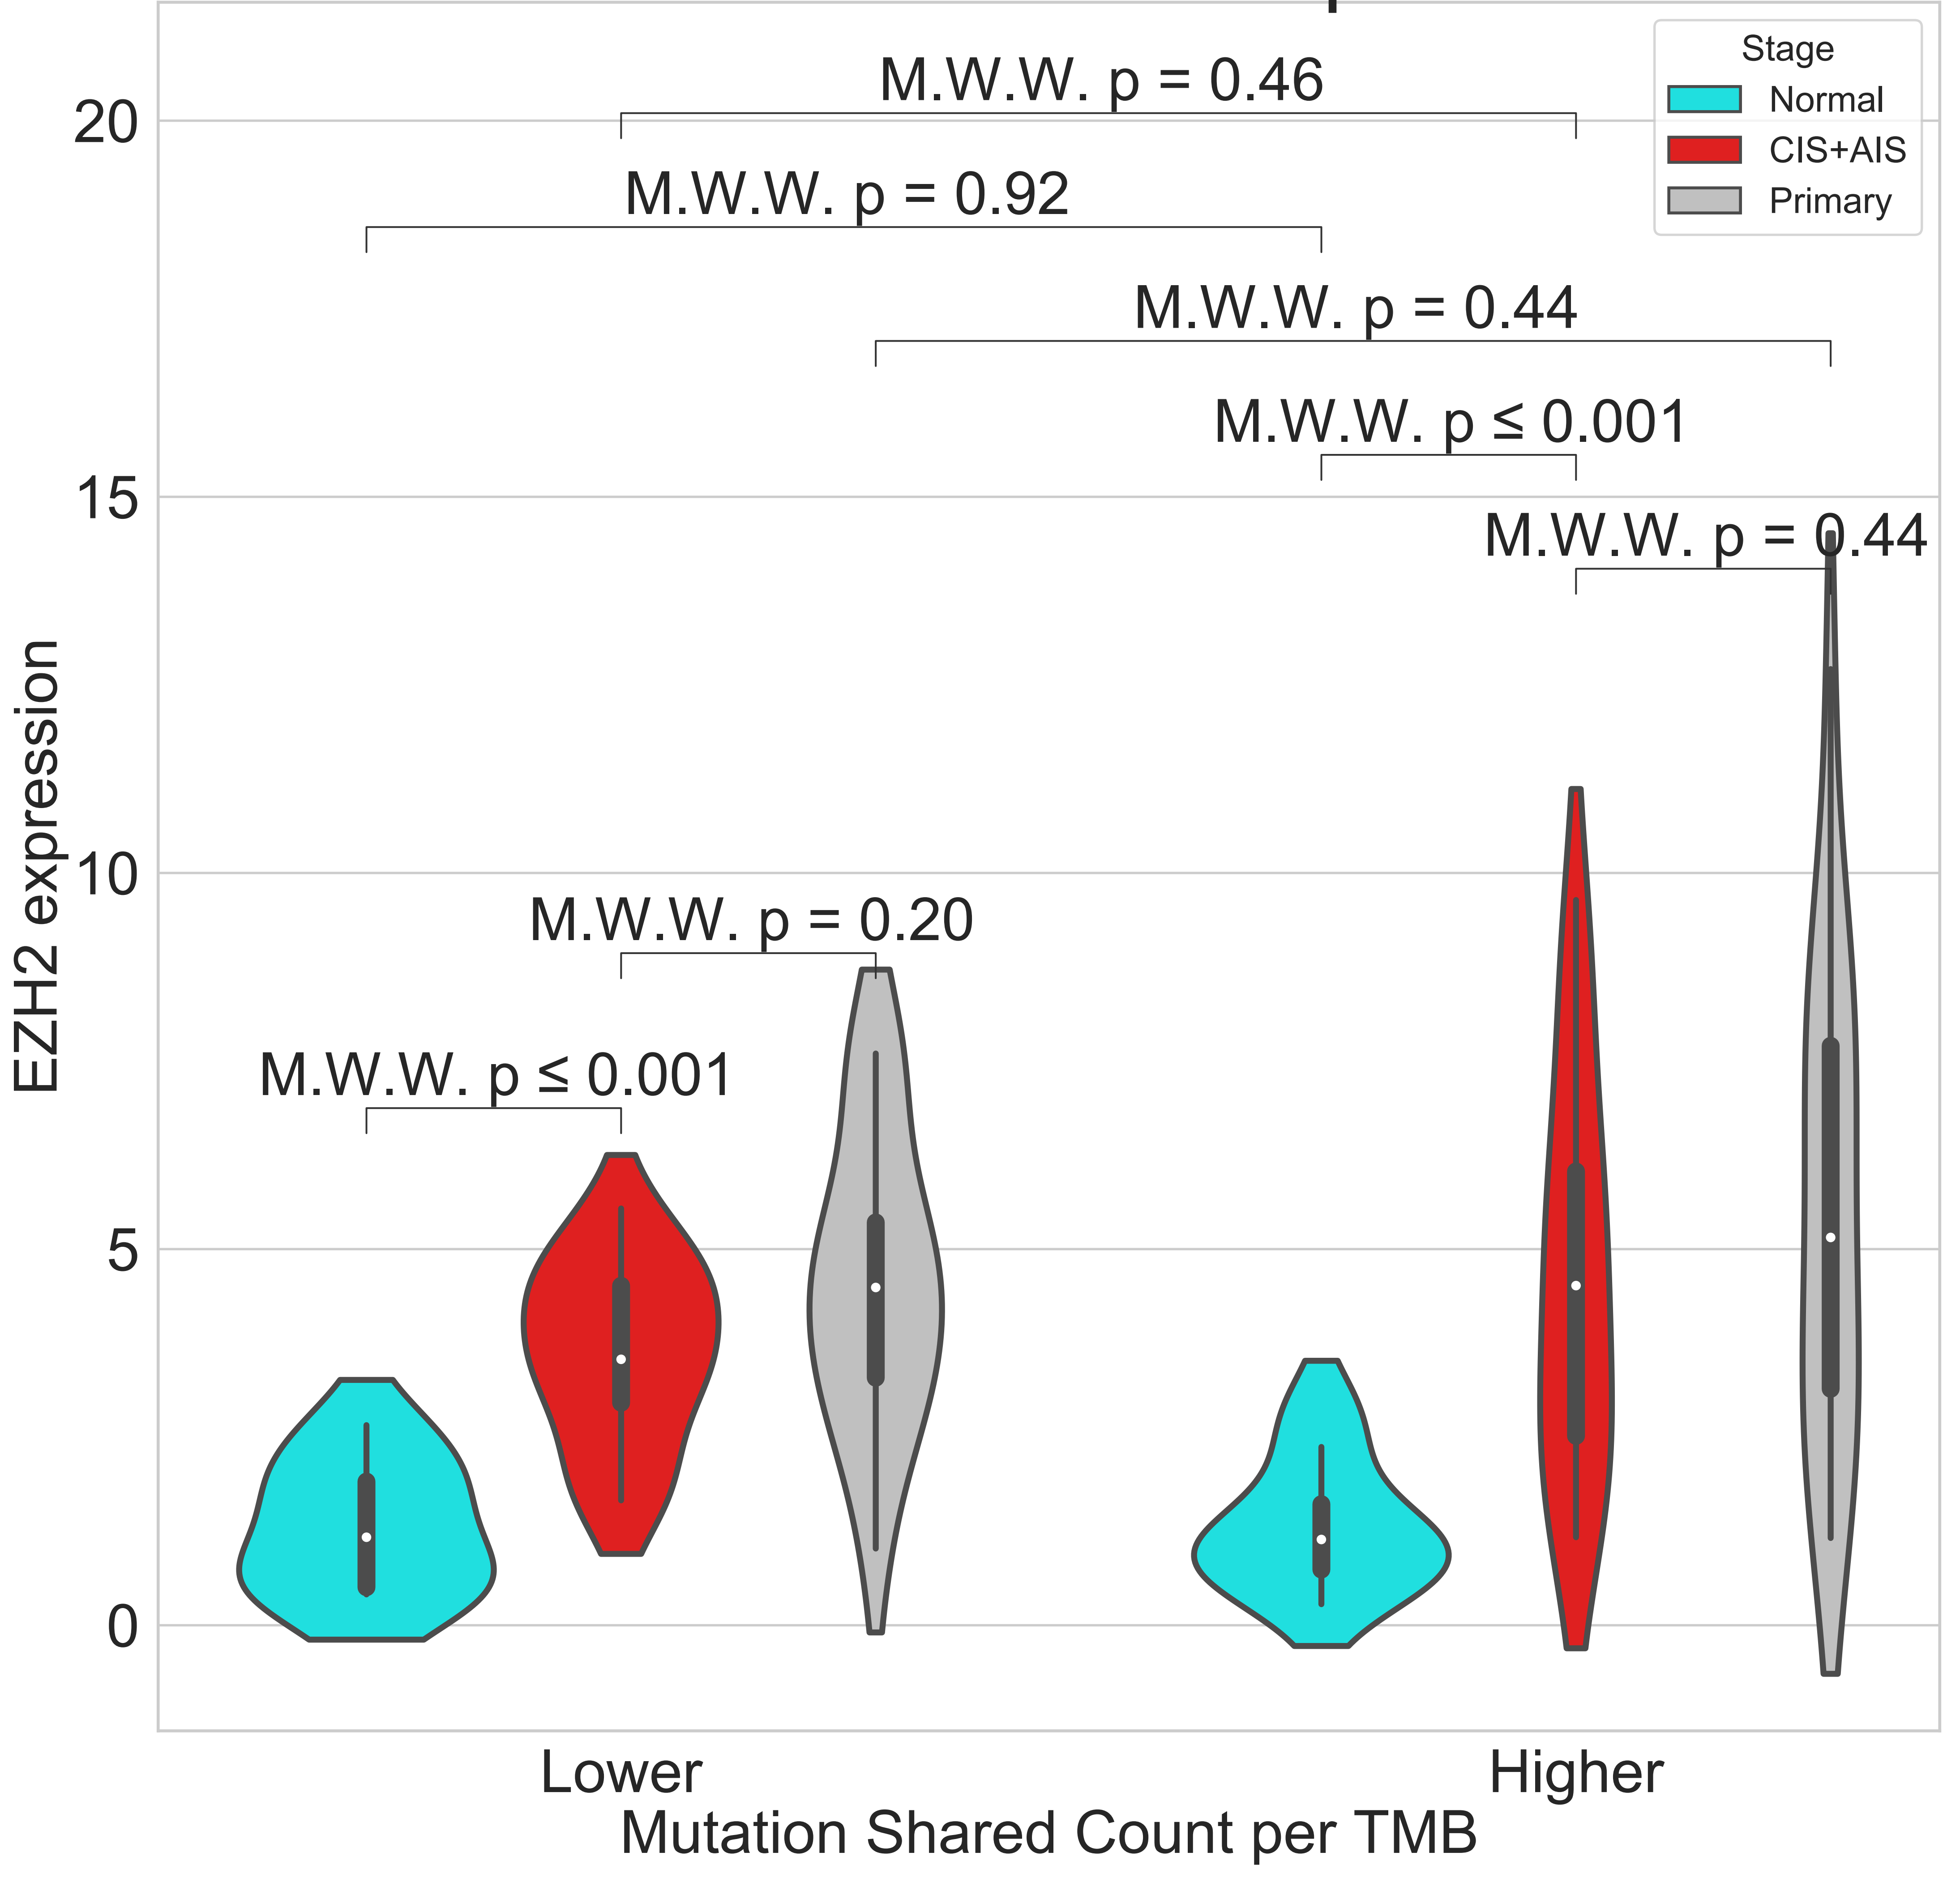 Stage
Normal
CIS+AIS
Primary
M.W.W. p = 0.46
M.W.W. p = 0.92
M.W.W. p = 0.44
M.W.W. p ≤ 0.001
M.W.W. p = 0.44
M.W.W. p = 0.20
M.W.W. p ≤ 0.001
20
15
10
5
0
EZH2 expression
Lower
Higher
Mutation Shared Count per TMB